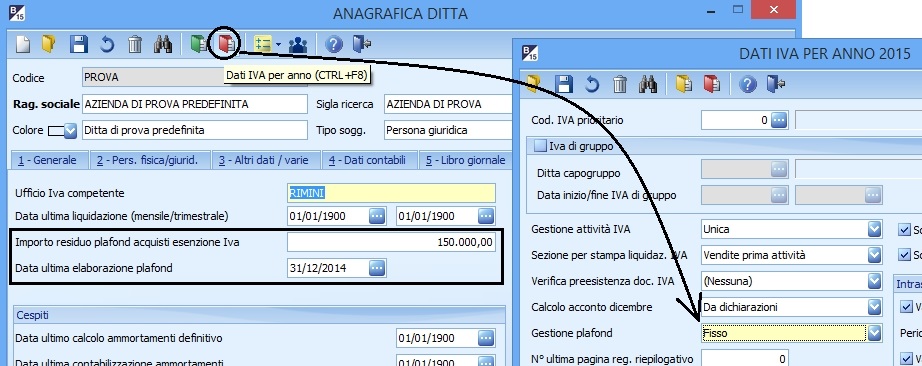 B 15
ANAGRAFICA DITTA
Codice PROVA
Dati IVA per anno (CTRL+F8)
Rag. sociale AZIENDA DI PROVA PREDEFINITA Sigla ricerca AZIENDA DI PROVA
Colore Ditta di prova predefinita Tipo sogg. Persona giuridica
1 - Generale 2 - Pers. fisica/giurid. 3 - Altri dati / varie 4 - Dati contabili 5 - Libro giornale
Ufficio Iva competente RIMINI
Data ultima liquidazione (mensile/trimestrale) 01/01/1900 01/01/1900
Importo residuo plafond acquisti esenzione Iva 150.000,00
Data ultima elaborazione plafond 31/12/2014
Cespiti
Data ultimo calcolo ammortamenti definitivo 01/01/1900
Data ultima contabilizzazione ammortamenti 01/01/1900
B 15
DATI IVA PER ANNO 2015
Cod. IVA prioritario 0
Iva di gruppo
Ditta capogruppo
Data inizio/fine IVA di gruppo
Gestione attività IVA Unica
Sezione per stampa liquidaz. IVA Vendite prima attività
Verifica preesistenza doc. IVA (Nessuna)
Calcolo acconto dicembre Da dichiarazioni
Gestione plafond Fisso
N° ultima pagina reg. riepilogativo 0